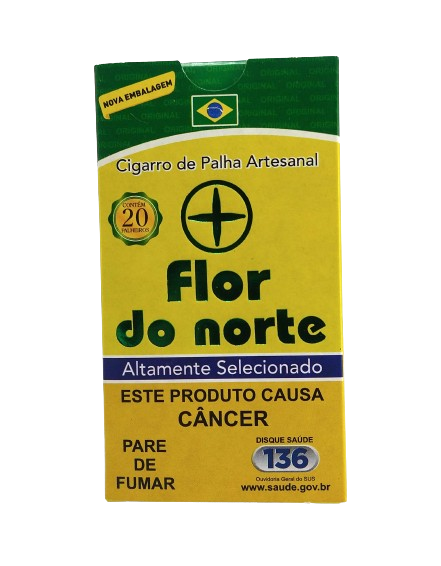 ORIGINAL
NOVA EMBALAGEM
Cigarro de Palha Artesanal
CONTÉM
20
PALHEIROS
Flor
do norte
Altamente Selecionado
ESTE PRODUTO CAUSA
CÂNCER
PARE
DE
FUMAR
DISQUE SAÚDE
136
Ouvidoria Geral do SUS
www.saude.gov.br